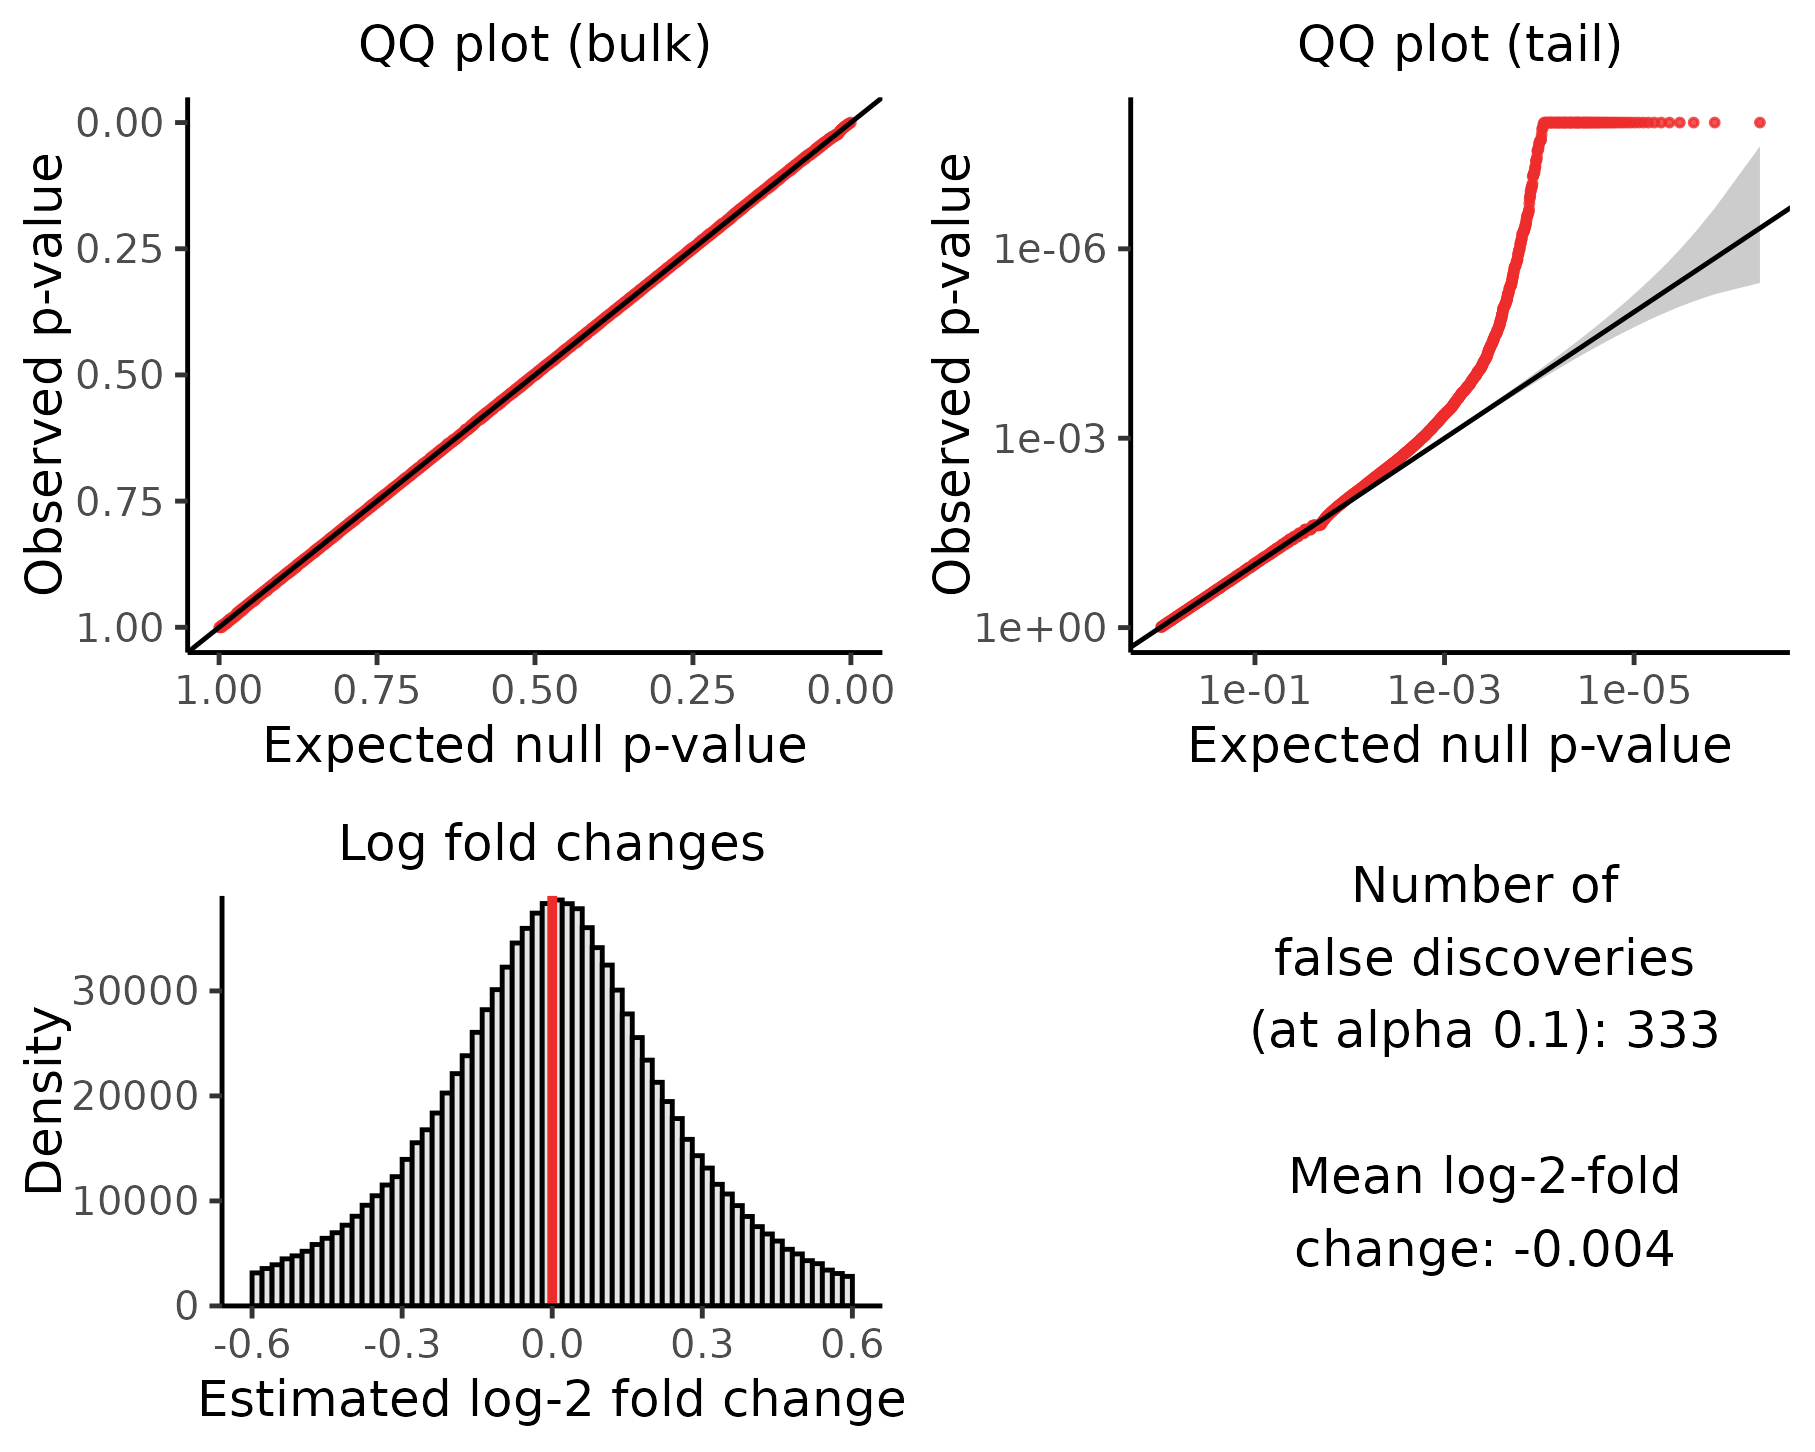 QQ plot (bulk)
Observed p-value
0.00
0.25
0.50
0.75
1.00
1.00 0.75 0.50 0.25 0.00
Expected null p-value
QQ plot (tail)
Observed p-value
1e-06
1e-03
1e+00
1e-01 1e-03 1e-05
Expected null p-value
Log fold changes
Density
30000
20000
10000
0
-0.6 -0.3 0.0 0.3 0.6
Estimated log-2 fold change
Number of
false discoveries
(at alpha 0.1): 333
Mean log-2-fold
change: -0.004